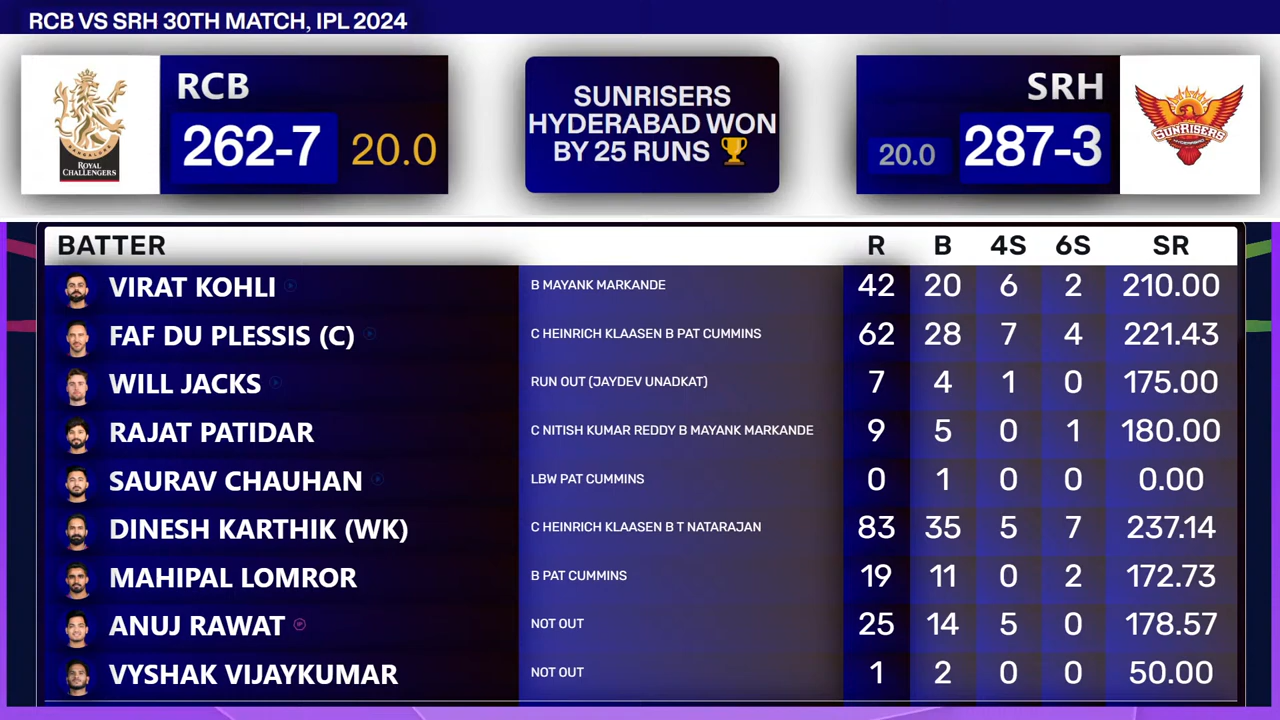 RCB VS SRH 30TH MATCH, IPL 2024
RCB
262-7 20.0
ROYAL
CHALLENGERS
SUNRISERS
HYDERABAD WON
BY 25 RUNS 🏆
SRH
20.0 287-3
SUNRISERS
BATTER R B 4S 6S SR
VIRAT KOHLI B MAYANK MARKANDE 42 20 6 2 210.00
FAF DU PLESSIS (C) C HEINRICH KLAASEN B PAT CUMMINS 62 28 7 4 221.43
WILL JACKS RUN OUT (JAYDEV UNADKAT) 7 4 1 0 175.00
RAJAT PATIDAR C NITISH KUMAR REDDY B MAYANK MARKANDE 9 5 0 1 180.00
SAURAV CHAUHAN LBW PAT CUMMINS 0 1 0 0 0.00
DINESH KARTHIK (WK) C HEINRICH KLAASEN B T NATARAJAN 83 35 5 7 237.14
MAHIPAL LOMROR B PAT CUMMINS 19 11 0 2 172.73
ANUJ RAWAT NOT OUT 25 14 5 0 178.57
VYSHAK VIJAYKUMAR NOT OUT 1 2 0 0 50.00